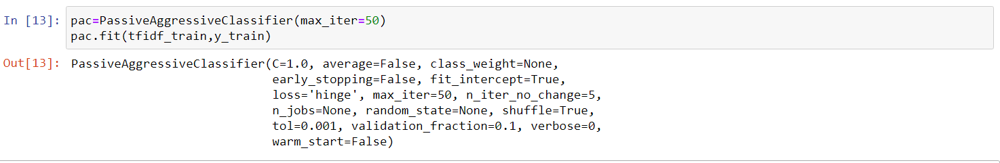 In [13]: pac=PassiveAggressiveClassifier(max_iter=50)
pac.fit(tfidf_train,y_train)
Out[13]: PassiveAggressiveClassifier(C=1.0, average=False, class_weight=None,
early_stopping=False, fit_intercept=True,
loss='hinge', max_iter=50, n_iter_no_change=5,
n_jobs=None, random_state=None, shuffle=True,
tol=0.001, validation_fraction=0.1, verbose=0,
warm_start=False)